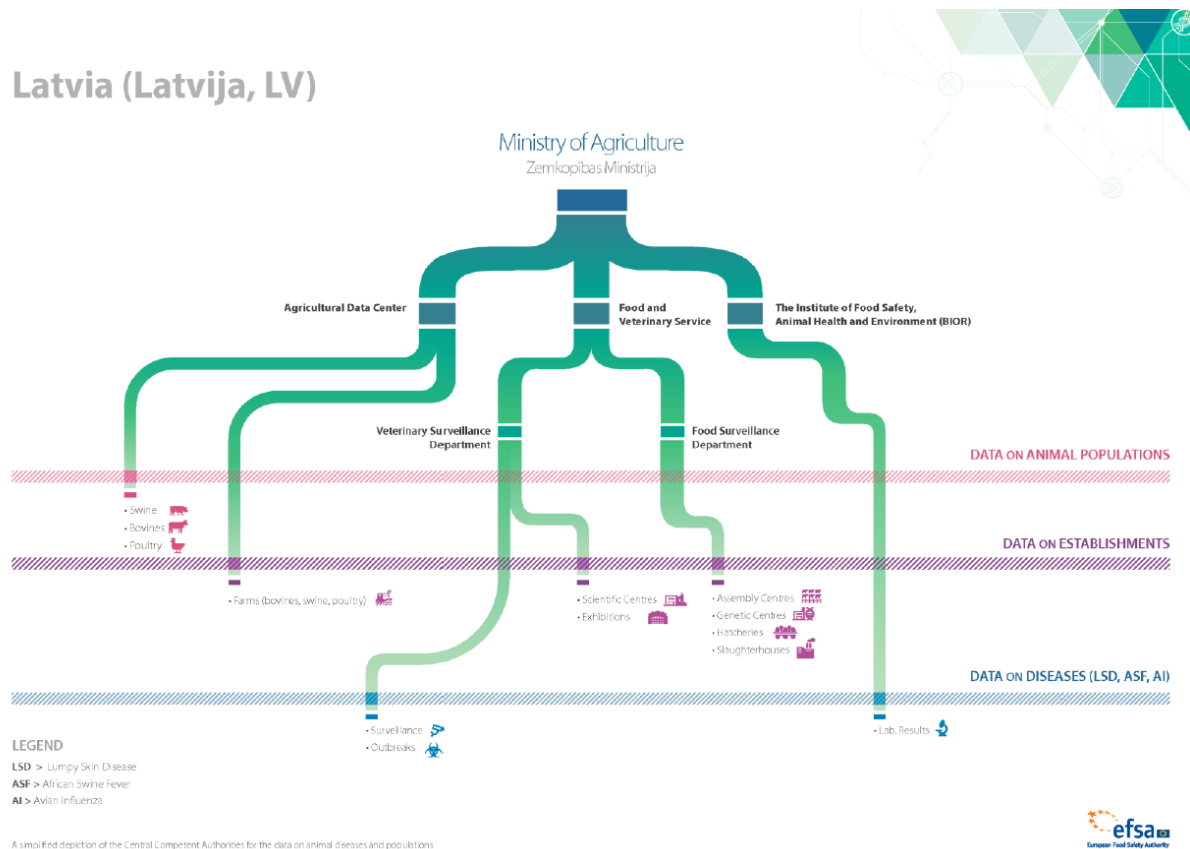 Latvia (Latvija, LV)
Ministry of Agriculture
Zemkopības Ministrija
Agricultural Data Center
Food and
Veterinary Service
The Institute of Food Safety,
Animal Health and Environment (BIOR)
Veterinary Surveillance
Department
Food Surveillance
Department
DATA ON ANIMAL POPULATIONS
• Swine
• Bovines
• Poultry
DATA ON ESTABLISHMENTS
• Farms (bovines, swine, poultry)
• Scientific Centres
• Exhibitions
• Assembly Centres
• Genetic Centres
• Hatcheries
• Slaughterhouses
DATA ON DISEASES (LSD, ASF, AI)
• Surveillance
• Outbreaks
• Lab. Results
LEGEND
LSD > Lumpy Skin Disease
ASF > African Swine Fever
AI > Avian Influenza
A simplified depiction of the Central Competent Authorities for the data on animal diseases and populations
efsa
European Food Safety Authority